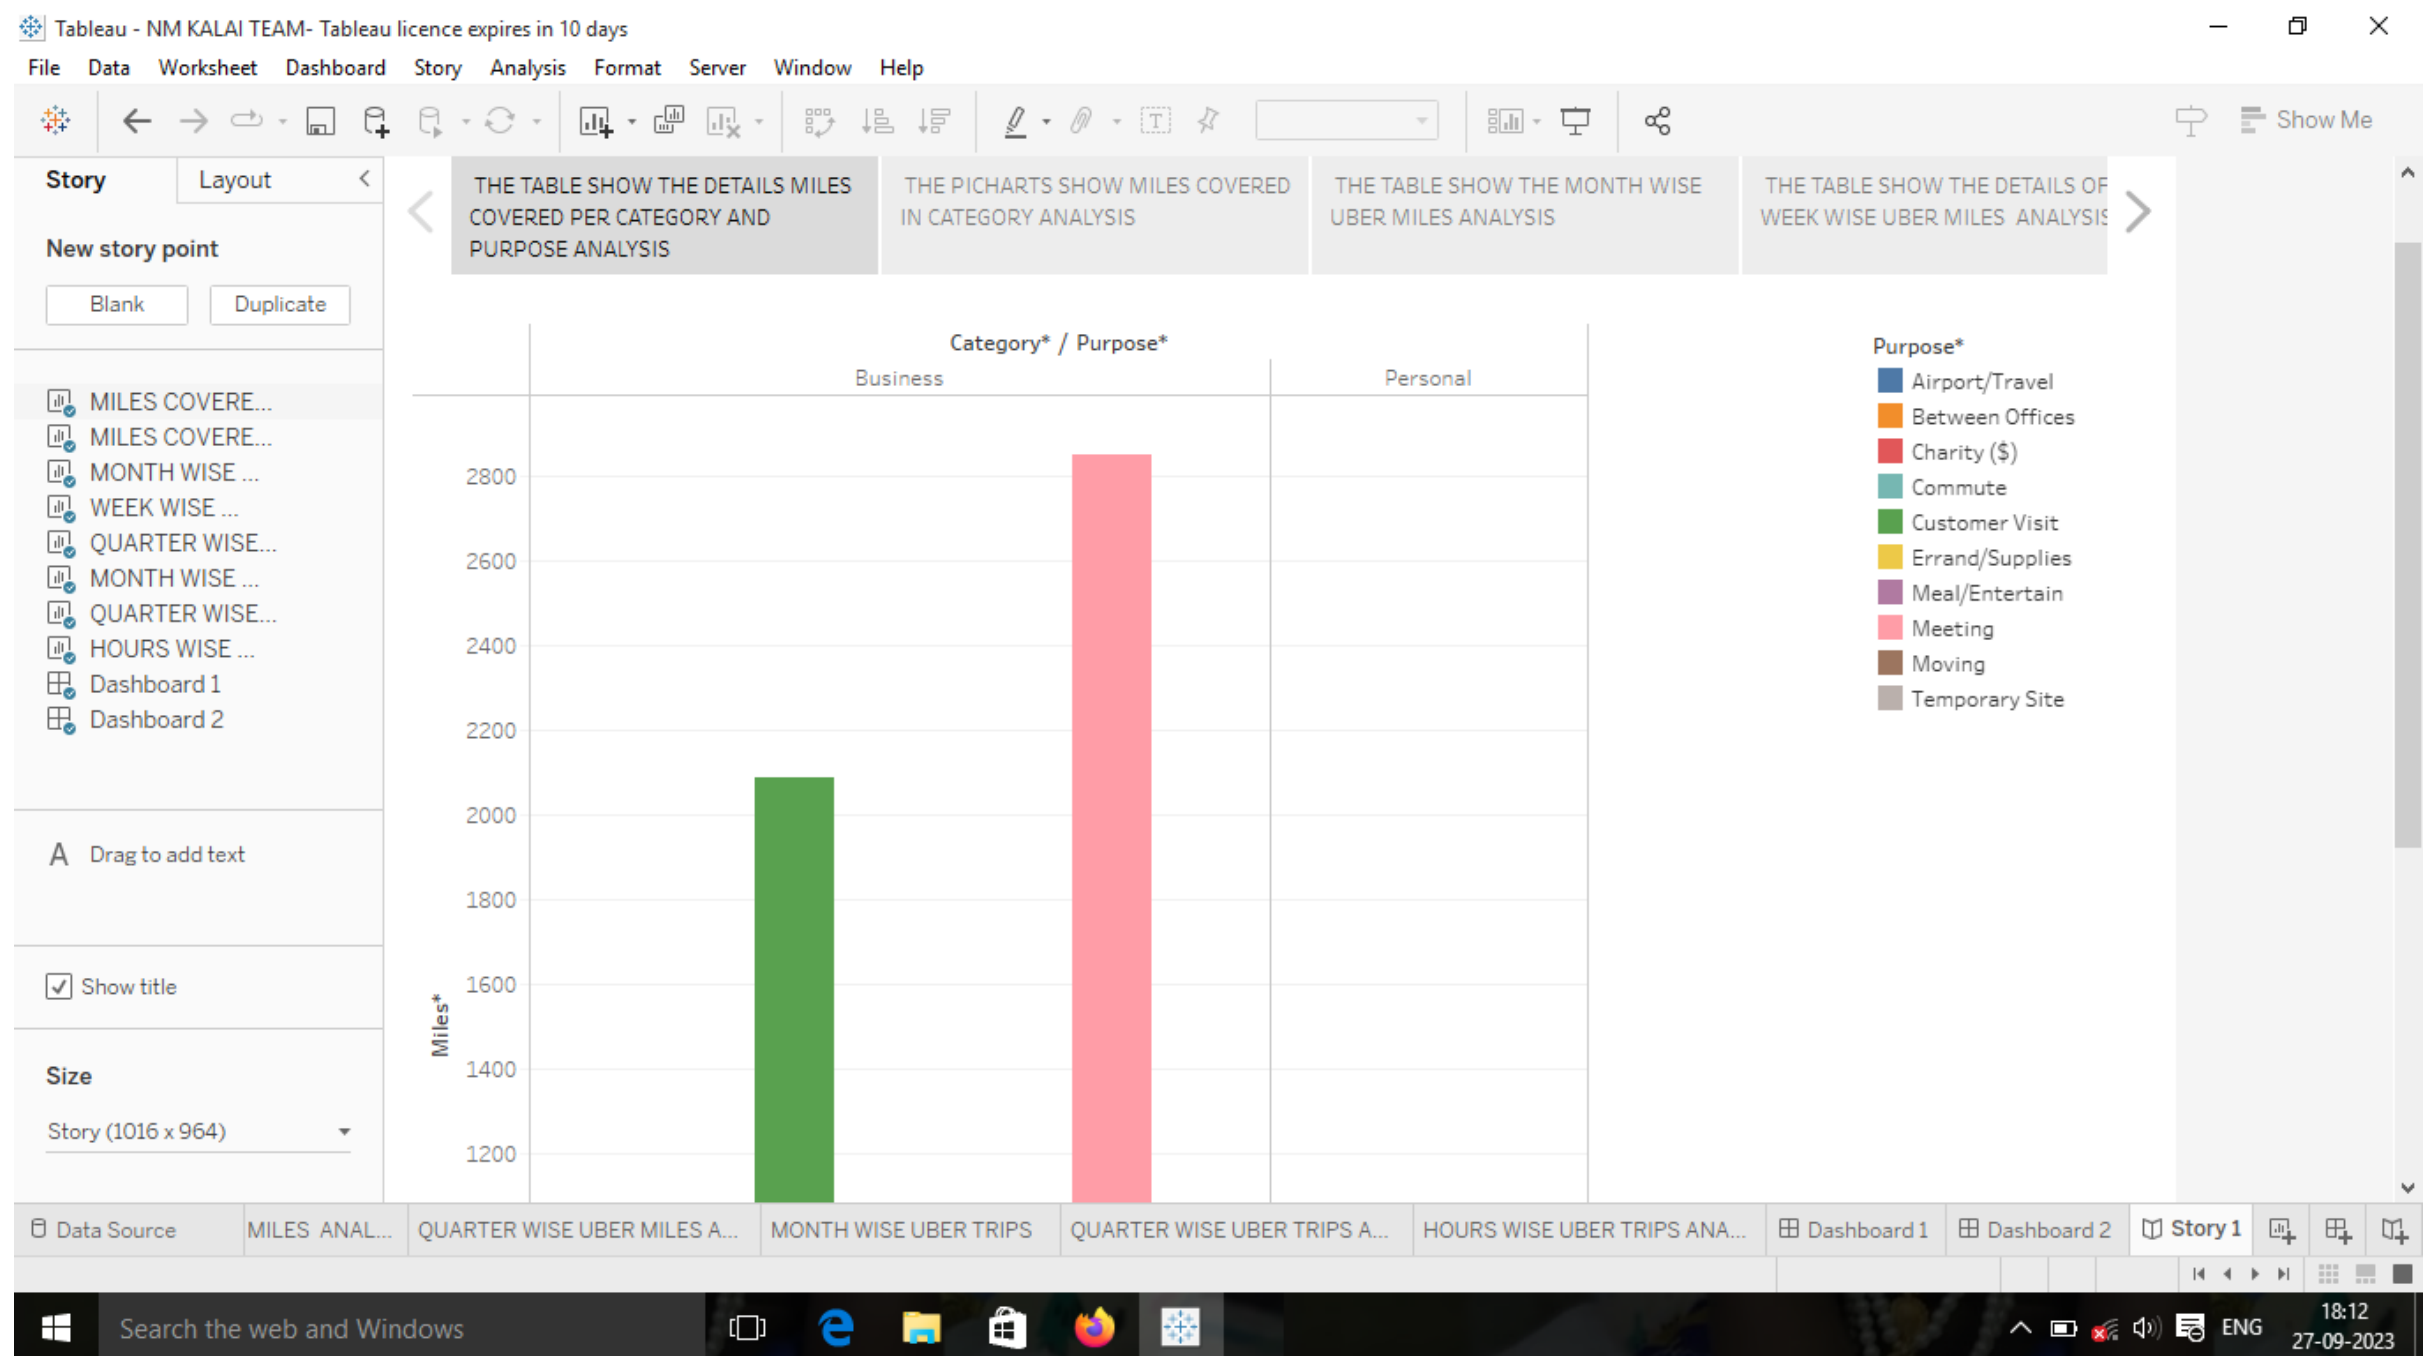 Tableau - NM KALAI TEAM- Tableau licence expires in 10 days
File Data Worksheet Dashboard Story Analysis Format Server Window Help
Show Me
Story Layout
New story point
Blank Duplicate
MILES COVERE...
MILES COVERE...
MONTH WISE ...
WEEK WISE ...
QUARTER WISE...
MONTH WISE ...
QUARTER WISE...
HOURS WISE ...
Dashboard 1
Dashboard 2
A Drag to add text
Show title
Size
Story (1016 x 964)
THE TABLE SHOW THE DETAILS MILES
COVERED PER CATEGORY AND
PURPOSE ANALYSIS
THE PICHARTS SHOW MILES COVERED
IN CATEGORY ANALYSIS
THE TABLE SHOW THE MONTH WISE
UBER MILES ANALYSIS
THE TABLE SHOW THE DETAILS OF
WEEK WISE UBER MILES ANALYSIS
Category* / Purpose*
Business Personal
2800
2600
2400
2200
2000
1800
1600
1400
1200
Miles*
Purpose*
Airport/Travel
Between Offices
Charity ($)
Commute
Customer Visit
Errand/Supplies
Meal/Entertain
Meeting
Moving
Temporary Site
Data Source MILES ANAL... QUARTER WISE UBER MILES A... MONTH WISE UBER TRIPS QUARTER WISE UBER TRIPS A... HOURS WISE UBER TRIPS ANA... Dashboard 1 Dashboard 2 Story 1
Search the web and Windows
ENG
18:12
27-09-2023